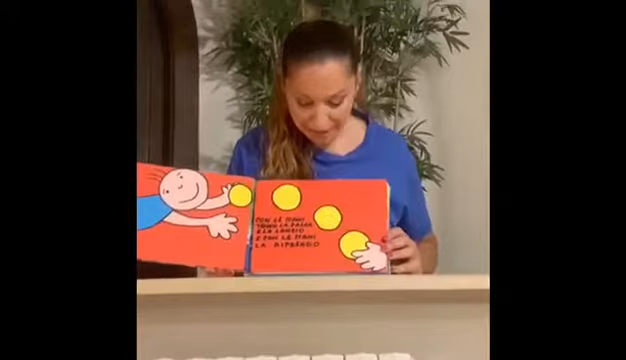 CON LE MANI
TENGO LA PALLA
E LA LANCIO
E CON LE MANI
LA RIPRENDO